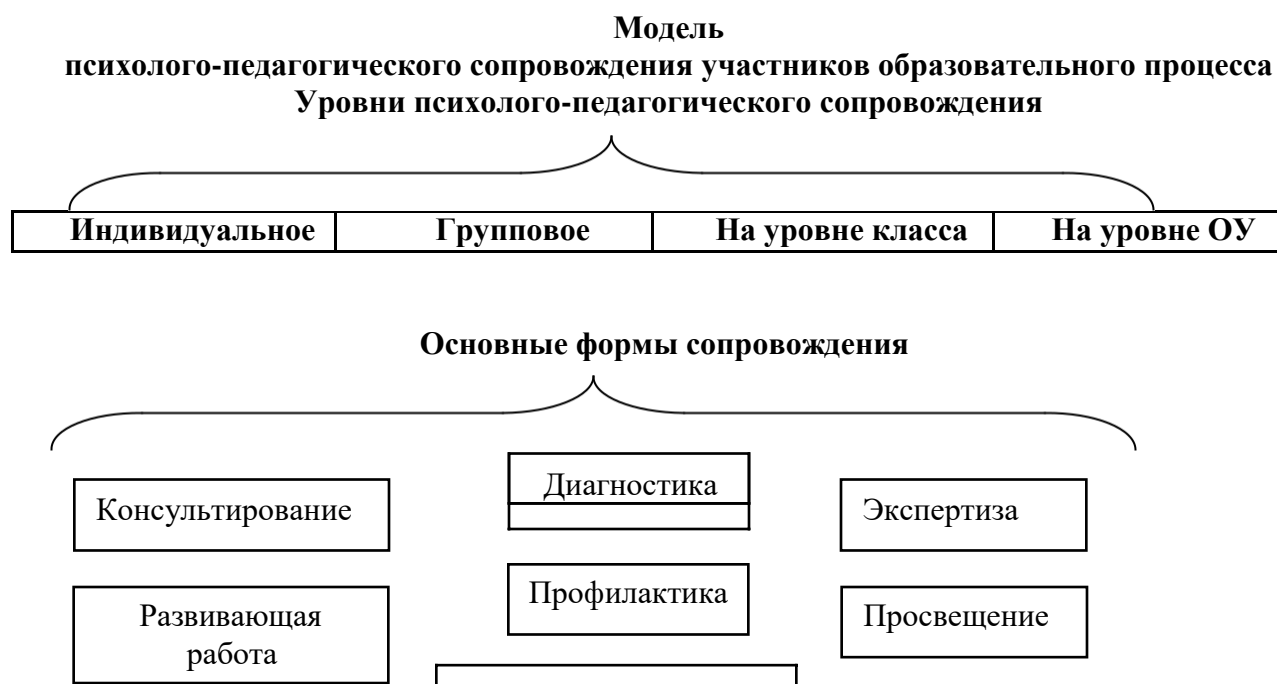 Модель
психолого-педагогического сопровождения участников образовательного процесса
Уровни психолого-педагогического сопровождения
Индивидуальное Групповое На уровне класса На уровне ОУ
Основные формы сопровождения
Консультирование
Диагностика
Экспертиза
Развивающая
работа
Профилактика
Просвещение